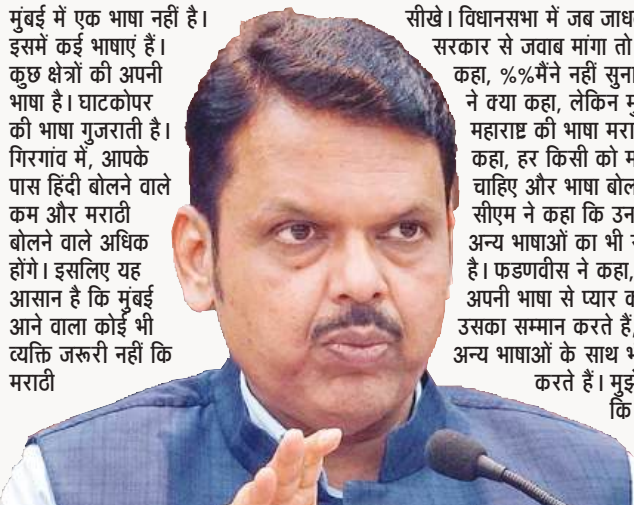 मुंबई में एक भाषा नहीं है।
इसमें कई भाषाएं हैं।
कुछ क्षेत्रों की अपनी
भाषा है। घाटकोपर
की भाषा गुजराती है।
गिरगांव में, आपके
पास हिंदी बोलने वाले
कम और मराठी
बोलने वाले अधिक
होंगे। इसलिए यह
आसान है कि मुंबई
आने वाला कोई भी
व्यक्ति जरूरी नहीं कि
मराठी
सीखे। विधानसभा में जब
सरकार से जवाब मांगा तो
कहा, %%मैंने नहीं
ने क्या कहा, लेकिन
महाराष्ट्र की भाषा
कहा, हर किसी को
चाहिए और भाषा
सीएम ने कहा कि
अन्य भाषाओं का भी
है। फडणवीस ने कहा,
अपनी भाषा से प्यार
उसका सम्मान करते हैं,
अन्य भाषाओं के साथ
करते हैं।
कि